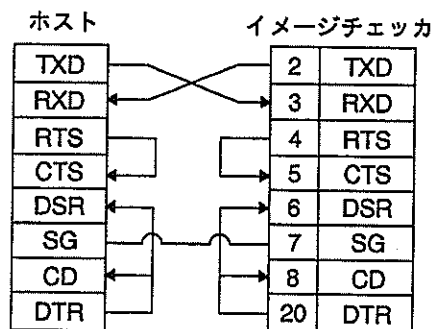 ホスト イメージチェッカ
TXD 2 TXD
RXD 3 RXD
RTS 4 RTS
CTS 5 CTS
DSR 6 DSR
SG 7 SG
CD 8 CD
DTR 20 DTR